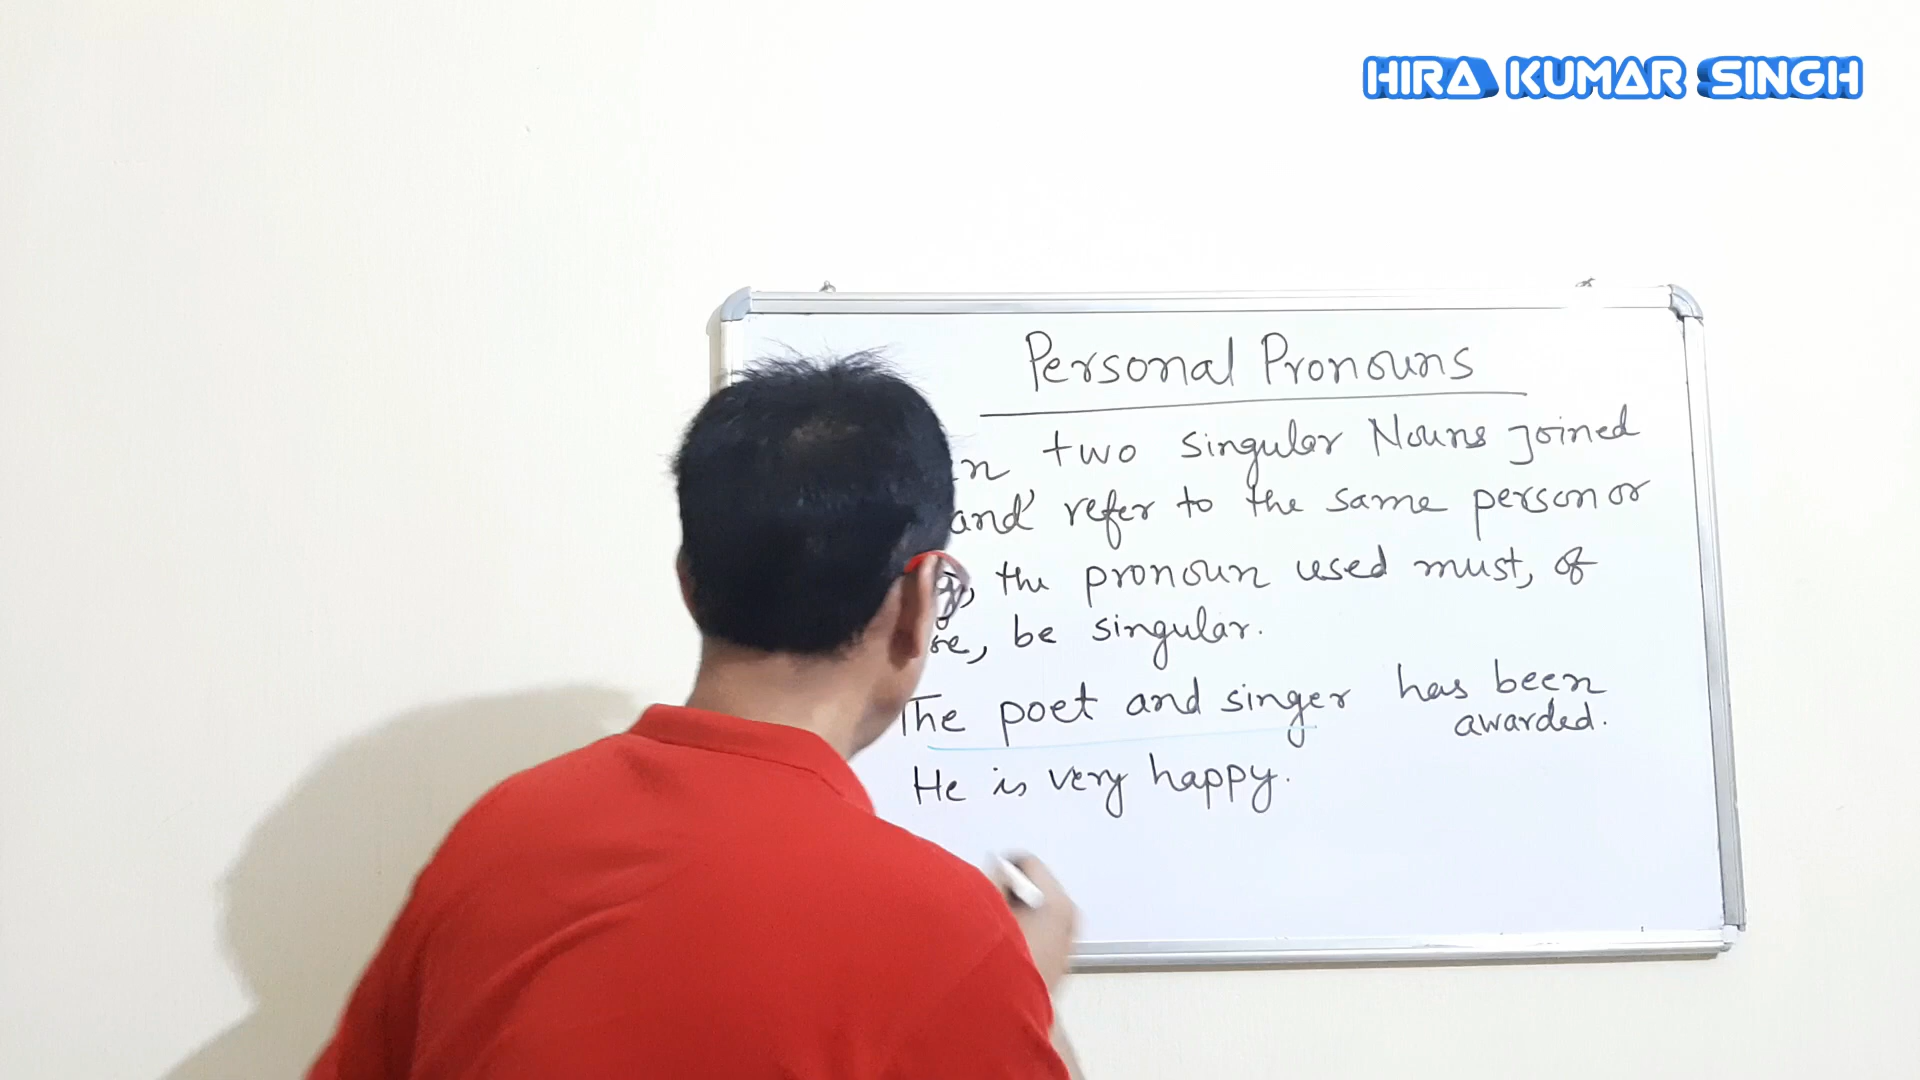 HIRA KUMAR SINGH
Personal Pronouns
two singular Nouns joined
and' refer to the same person or
the pronoun used must, of
be singular.
The poet and singer has been
awarded.
He is very happy.